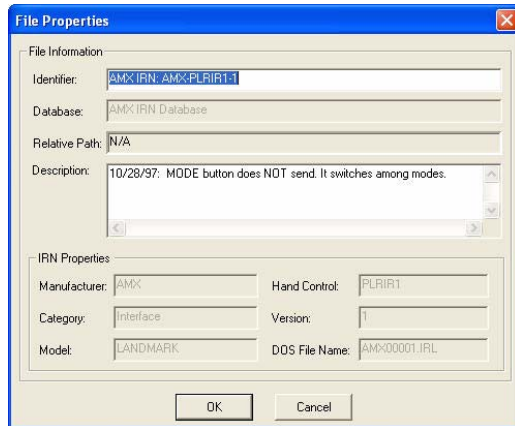 File Properties
File Information
Identifier: AMX IRN: AMX-PLRIR1-1
Database: AMX IRN Database
Relative Path: N/A
Description: 10/28/97: MODE button does NOT send. It switches among modes.
IRN Properties
Manufacturer: AMX Hand Control: PLRIR1
Category: Interface Version: 1
Model: LANDMARK DOS File Name: AMX00001.IRL
OK Cancel